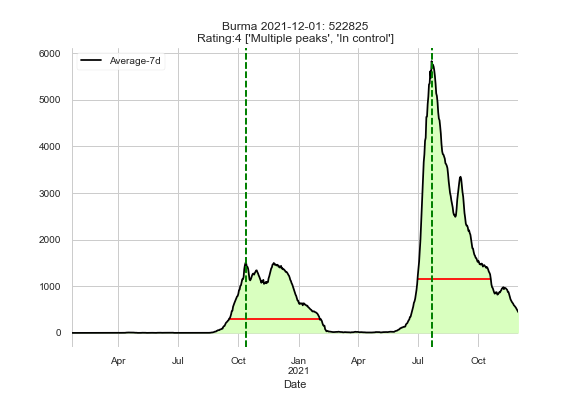 Burma 2021-12-01: 522825
Rating:4 ['Multiple peaks', 'In control']
Average-7d
6000
5000
4000
3000
2000
1000
0
Apr Jul Oct Jan Apr Jul Oct
2021
Date